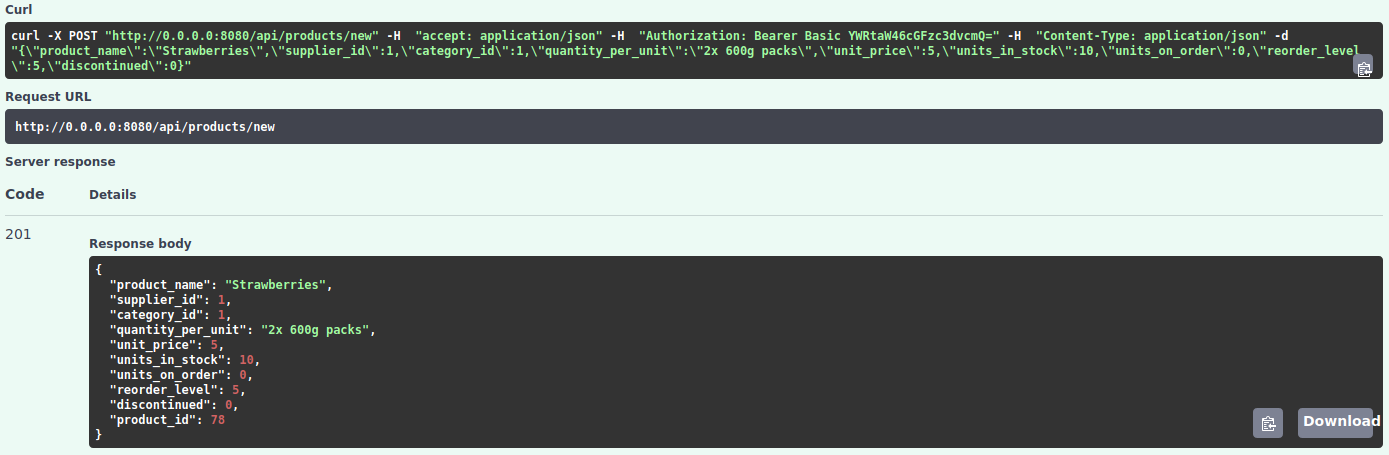 Curl
curl -X POST "http://0.0.0.0:8080/api/products/new" -H  "accept: application/json" -H  "Authorization: Bearer Basic YWRtaW46cGFzc3dvcmQ=" -H  "Content-Type: application/json" -d
"{\"product_name\":\"Strawberries\",\"supplier_id\":1,\"category_id\":1,\"quantity_per_unit\":\"2x 600g packs\",\"unit_price\":5,\"units_in_stock\":10,\"units_on_order\":0,\"reorder_level
\":5,\"discontinued\":0}"
Request URL
http://0.0.0.0:8080/api/products/new
Server response
Code Details
201
Response body
{
  "product_name": "Strawberries",
  "supplier_id": 1,
  "category_id": 1,
  "quantity_per_unit": "2x 600g packs",
  "unit_price": 5,
  "units_in_stock": 10,
  "units_on_order": 0,
  "reorder_level": 5,
  "discontinued": 0,
  "product_id": 78
}
Download